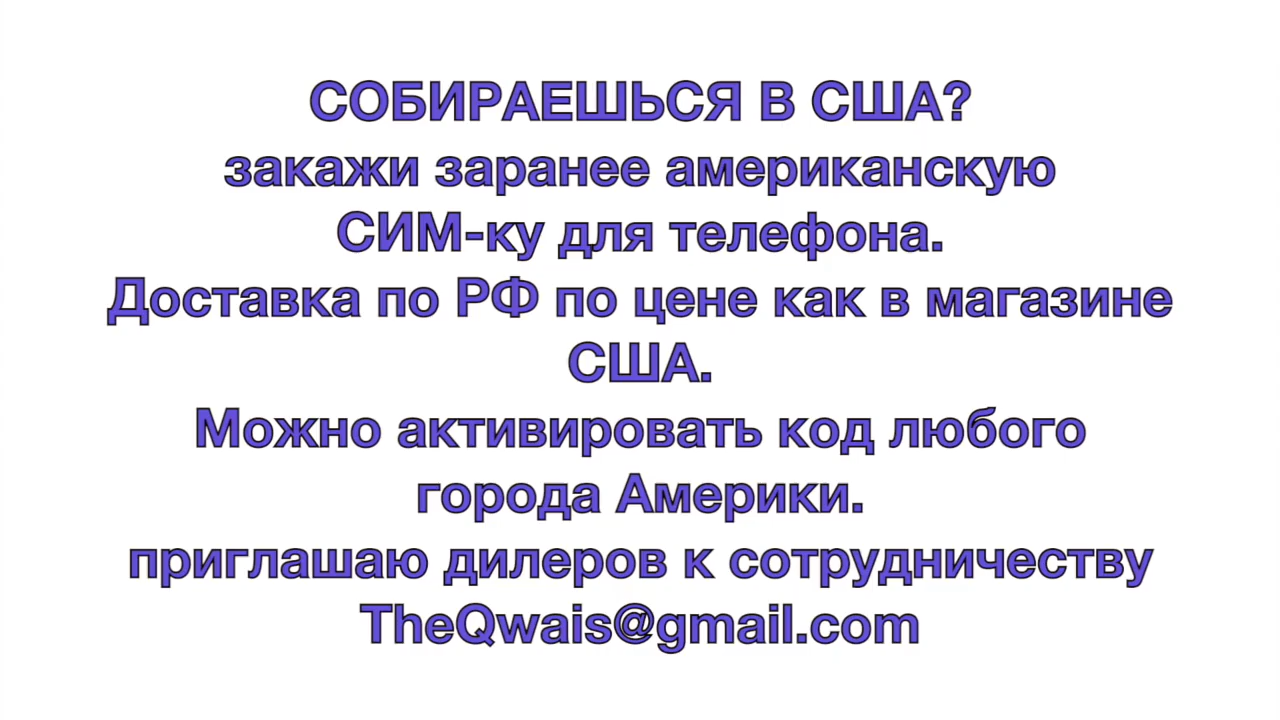 СОБИРАЕШЬСЯ В США?
закажи заранее американскую
СИМ-ку для телефона.
Доставка по РФ по цене как в магазине
США.
Можно активировать код любого
города Америки.
приглашаю дилеров к сотрудничеству
TheQwais@gmail.com